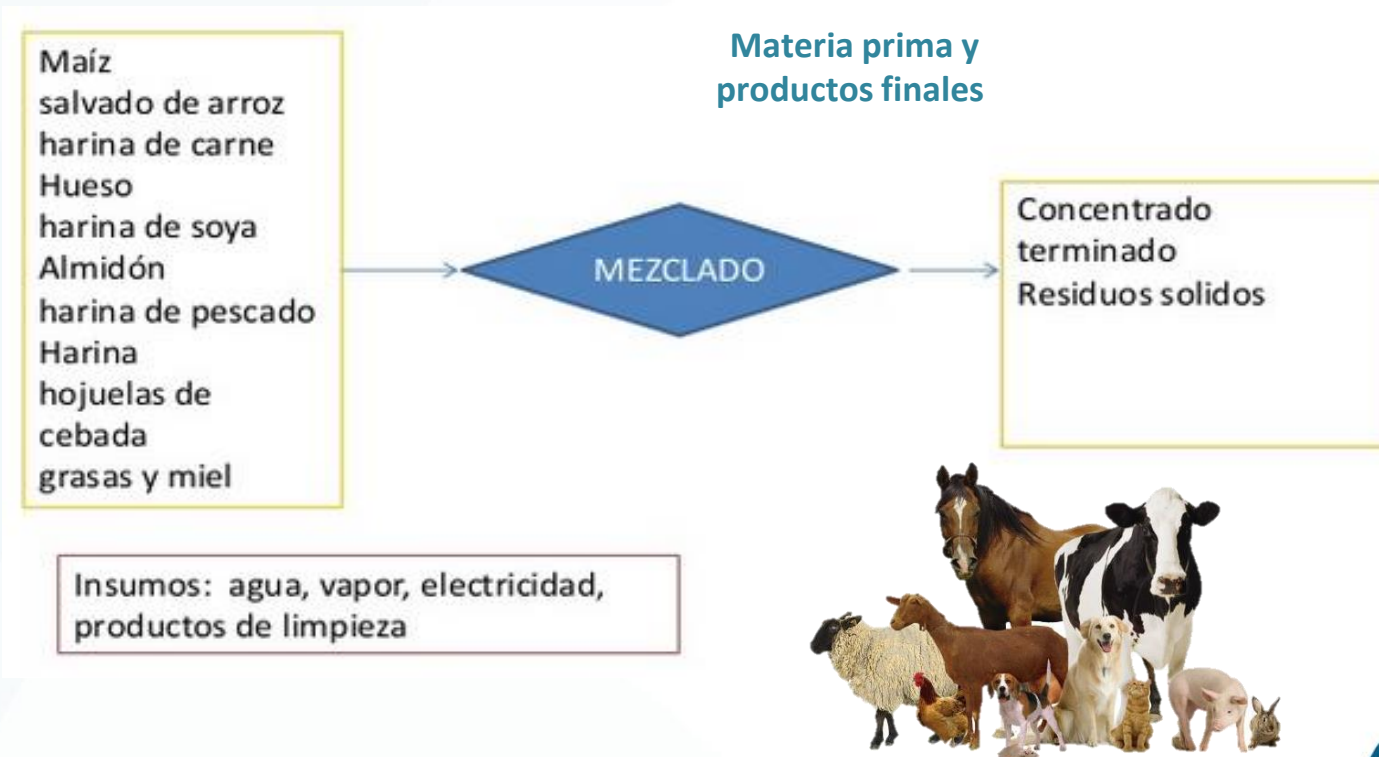 Materia prima y
productos finales
Maíz
salvado de arroz
harina de carne
Hueso
harina de soya
Almidón
harina de pescado
Harina
hojuelas de
cebada
grasas y miel
MEZCLADO
Concentrado
terminado
Residuos solidos
Insumos: agua, vapor, electricidad,
productos de limpieza